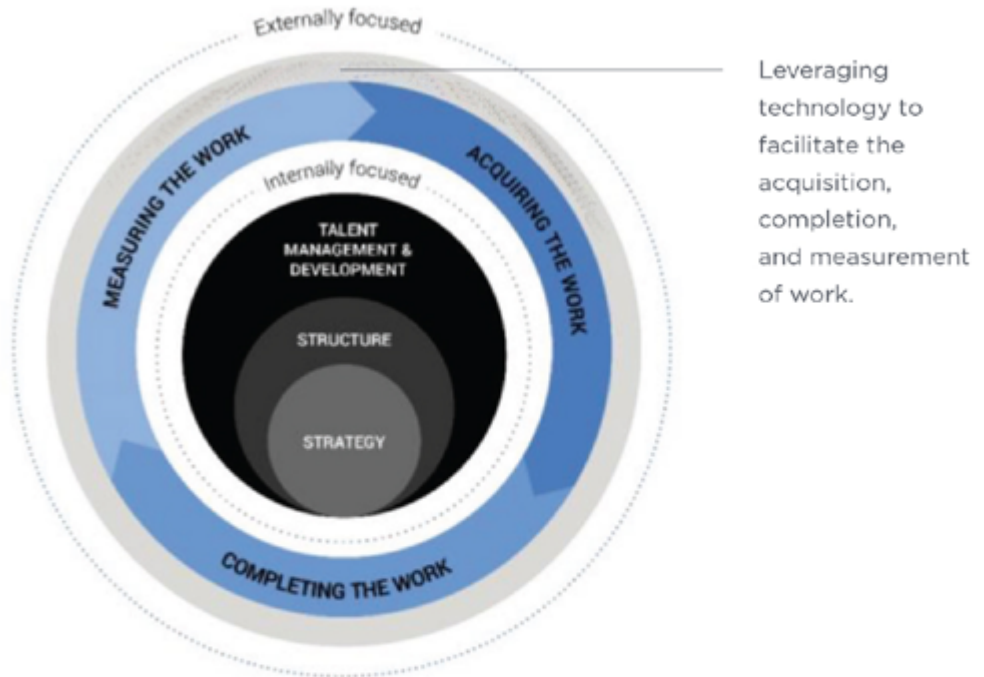 Externally focused
Leveraging
technology to
facilitate the
acquisition,
completion,
and measurement
of work.
MEASURING THE WORK
ACQUIRING THE WORK
Internally focused
TALENT
MANAGEMENT &
DEVELOPMENT
STRUCTURE
STRATEGY
COMPLETING THE WORK